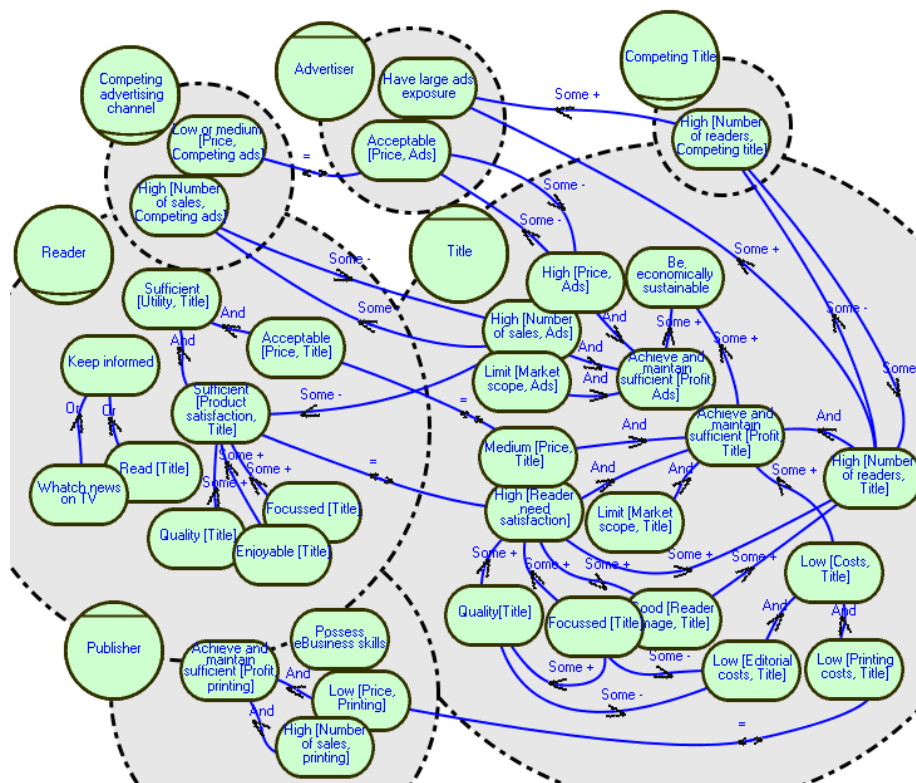 Competing
advertising
channel
Advertiser
Have large ads
exposure
Competing Title
Some +
High [Number
of readers,
Competing title]
Low or medium
[Price,
Competing ads]
=
Acceptable
[Price, Ads]
High [Number
of sales,
Competing ads]
Some -
Some -
Reader
Title
Some -
Some -
Some +
Some +
Some -
Some
Sufficient
[Utility, Title]
High [Price,
Ads]
Be
economically
sustainable
And
Acceptable
[Price, Title]
High [Number
of sales, Ads]
And
Some +
Some +
And
Keep informed
And
Limit [Market
scope, Ads]
And
Achieve and
maintain
sufficient [Profit,
Ads]
Sufficient
[Product
satisfaction,
Title]
Some -
=
Or
Or
Achieve and
maintain
sufficient [Profit,
Title]
And
And
Medium [Price,
Title]
Some +
Some +
Some +
=
And
And
Some +
High [Number
of readers, Title]
Whatch news
on TV
Read [Title]
High [Reader
need
satisfaction]
Limit [Market
scope, Title]
Focussed [Title]
Quality [Title]
Enjoyable [Title]
Some +
Some +
Some +
Some +
Some +
Low [Costs,
Title]
Quality[Title]
Focussed [Title]
Good [Reader
image, Title]
And
And
Publisher
Possess
eBusiness skills
Achieve and
maintain
sufficient [Profit,
printing]
And
Low [Price,
Printing]
Some +
Some -
Low [Editorial
costs, Title]
Low [Printing
costs, Title]
Some -
And
High [Number
of sales,
printing]
=